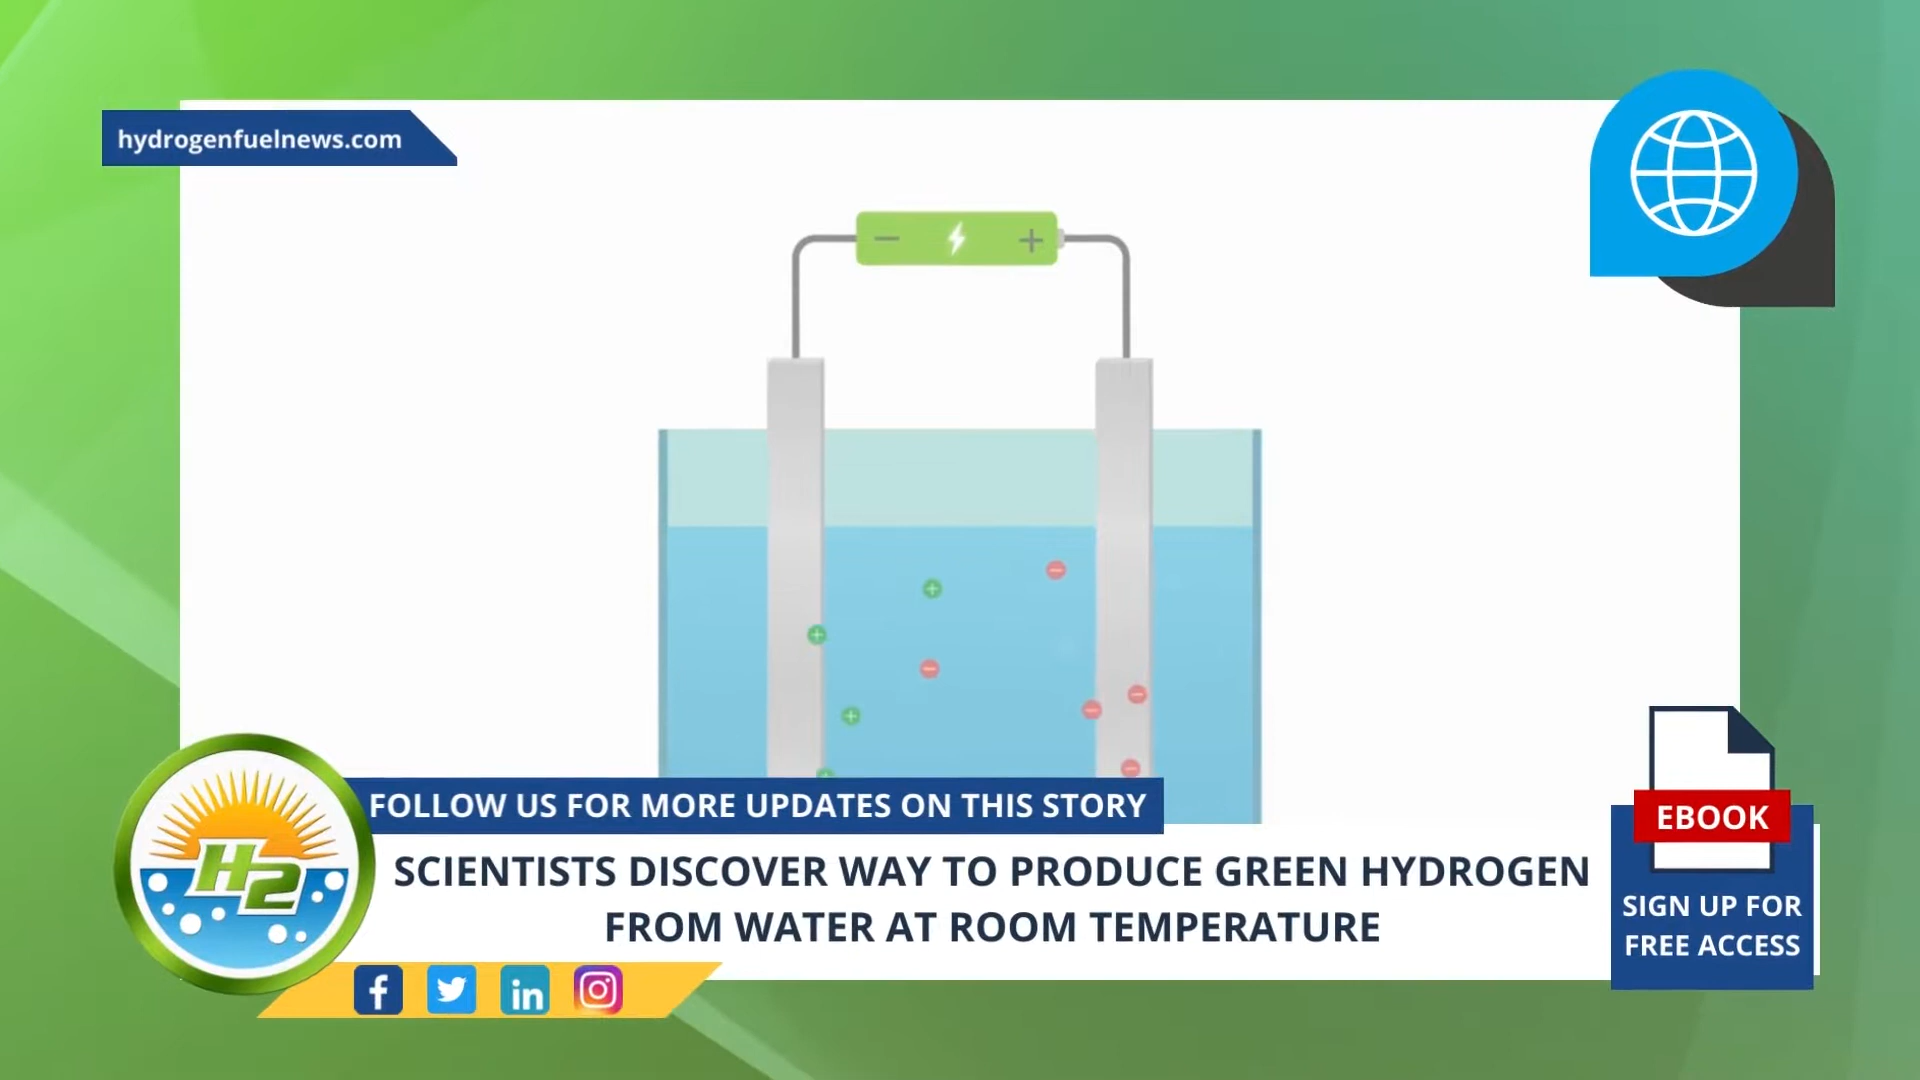 hydrogenfuelnews.com
FOLLOW US FOR MORE UPDATES ON THIS STORY
H2
SCIENTISTS DISCOVER WAY TO PRODUCE GREEN HYDROGEN
FROM WATER AT ROOM TEMPERATURE
EBOOK
SIGN UP FOR
FREE ACCESS